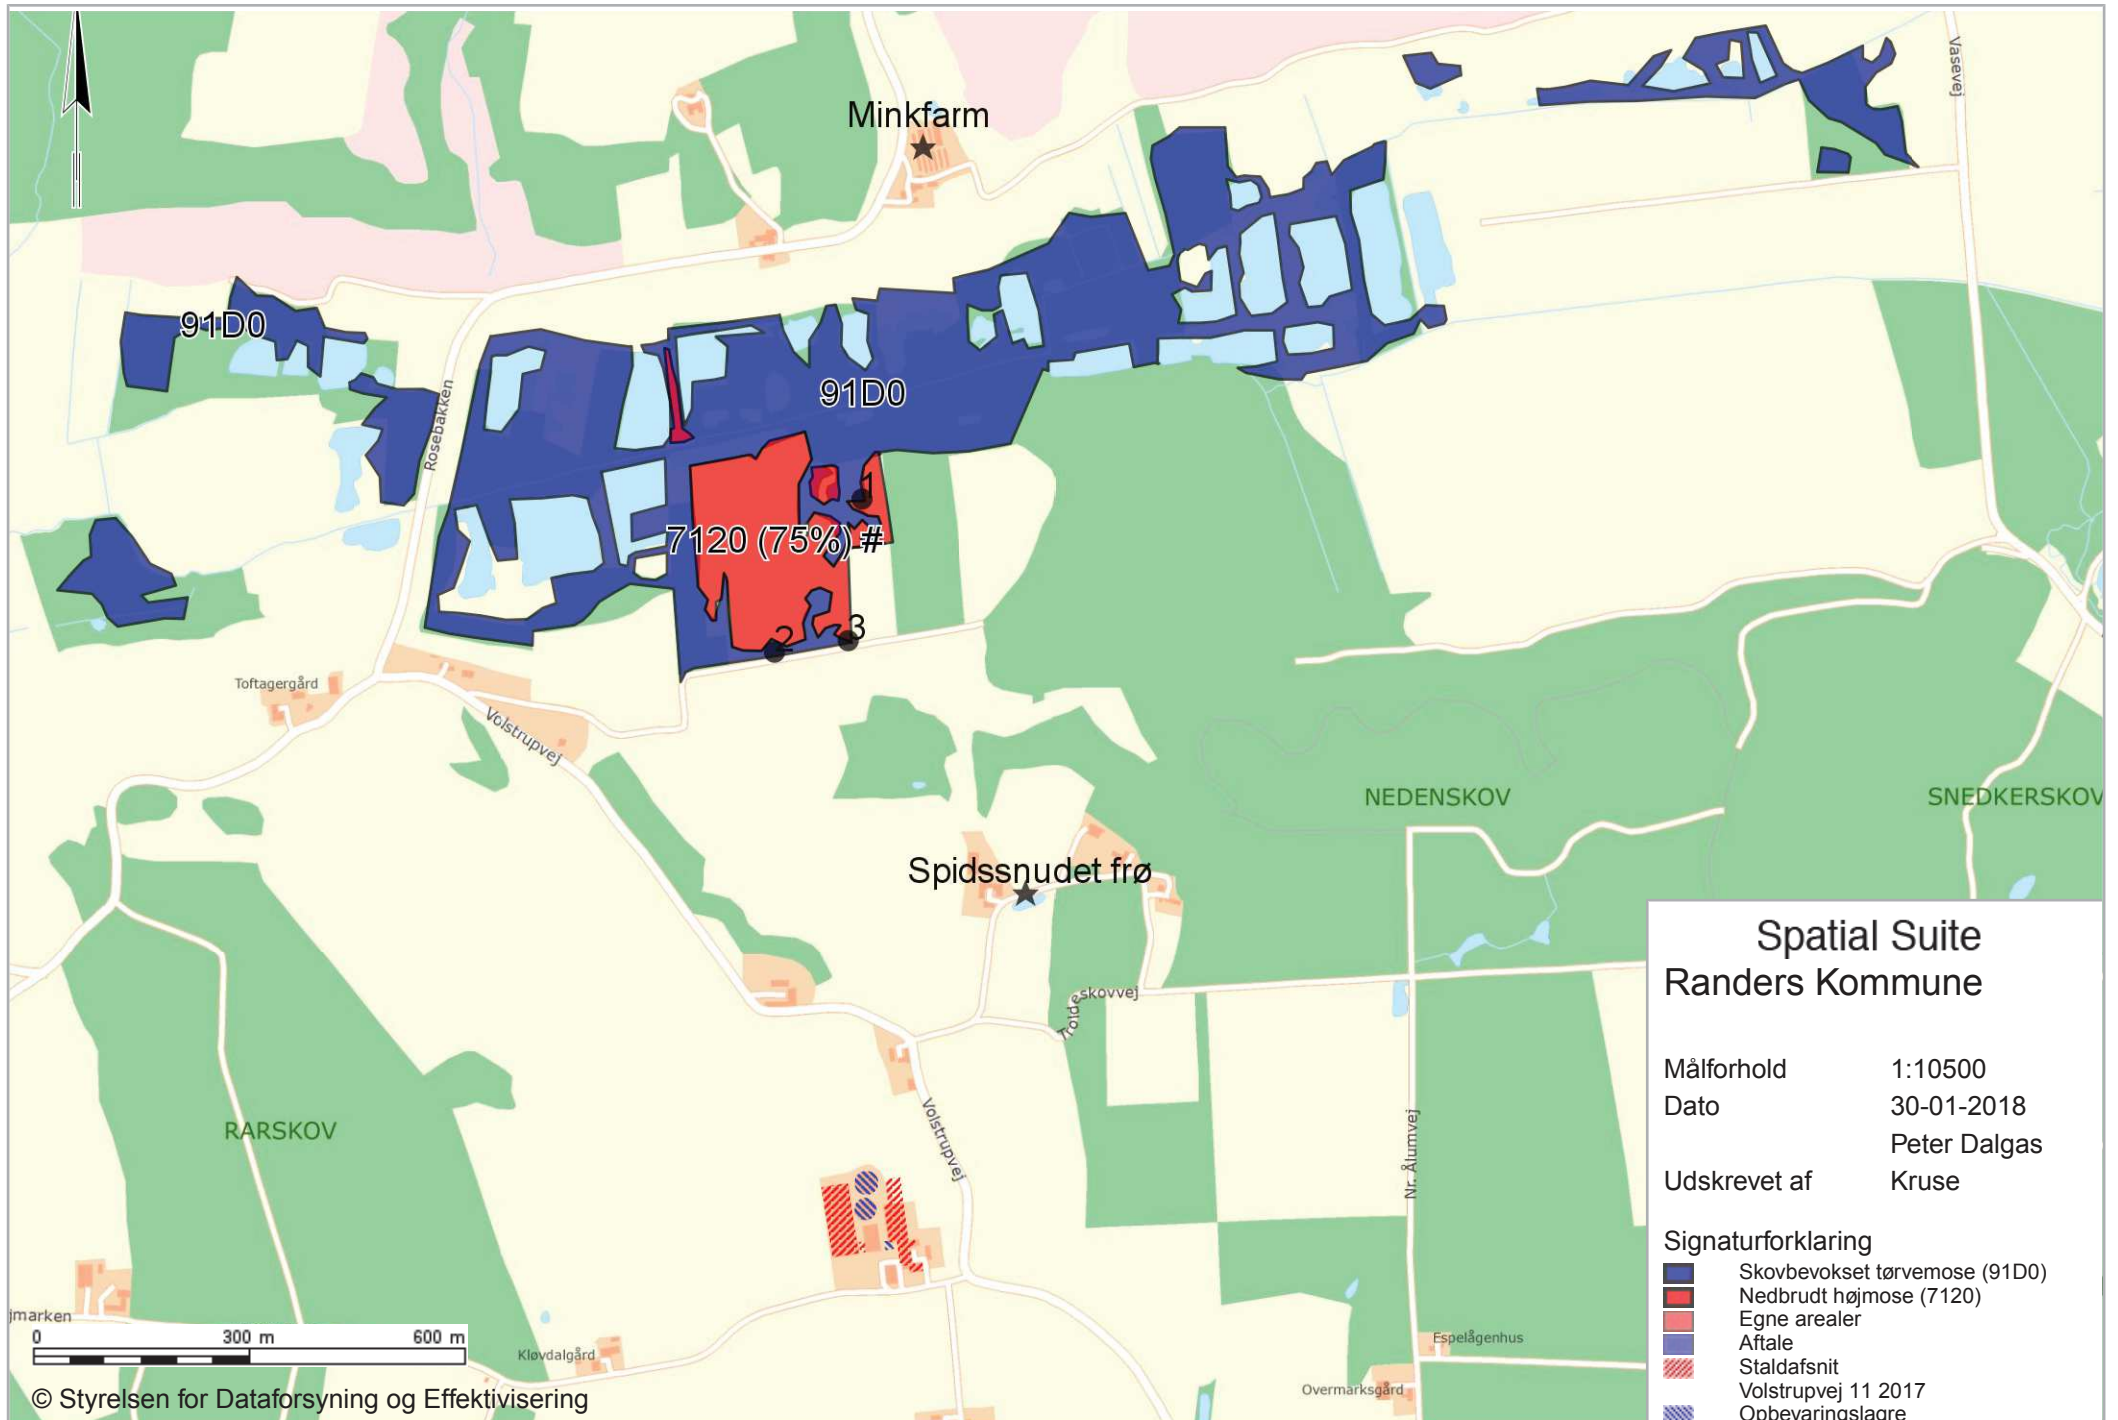 Vasevej
Minkfarm
91D0
91D0
Rosebakken
1
7120 (75%) #
3
2
Toftagergård
Volstrupvej
NEDENSKOV
SNEDKERSKOV
Spidssnudet frø
Troldeskovvej
Volstrupvej
Nr. Ålumvej
RARSKOV
jmarken
0 300 m 600 m
Kløvdalgård
Espelågenhus
Overmarksgård
© Styrelsen for Dataforsyning og Effektivisering
Spatial Suite
Randers Kommune
Målforhold 1:10500
Dato 30-01-2018
Peter Dalgas
Udskrevet af Kruse
Signaturforklaring
Skovbevokset tørvemose (91D0)
Nedbrudt højmose (7120)
Egne arealer
Aftale
Staldafsnit
Volstrupvej 11 2017
Opbevaringslagre